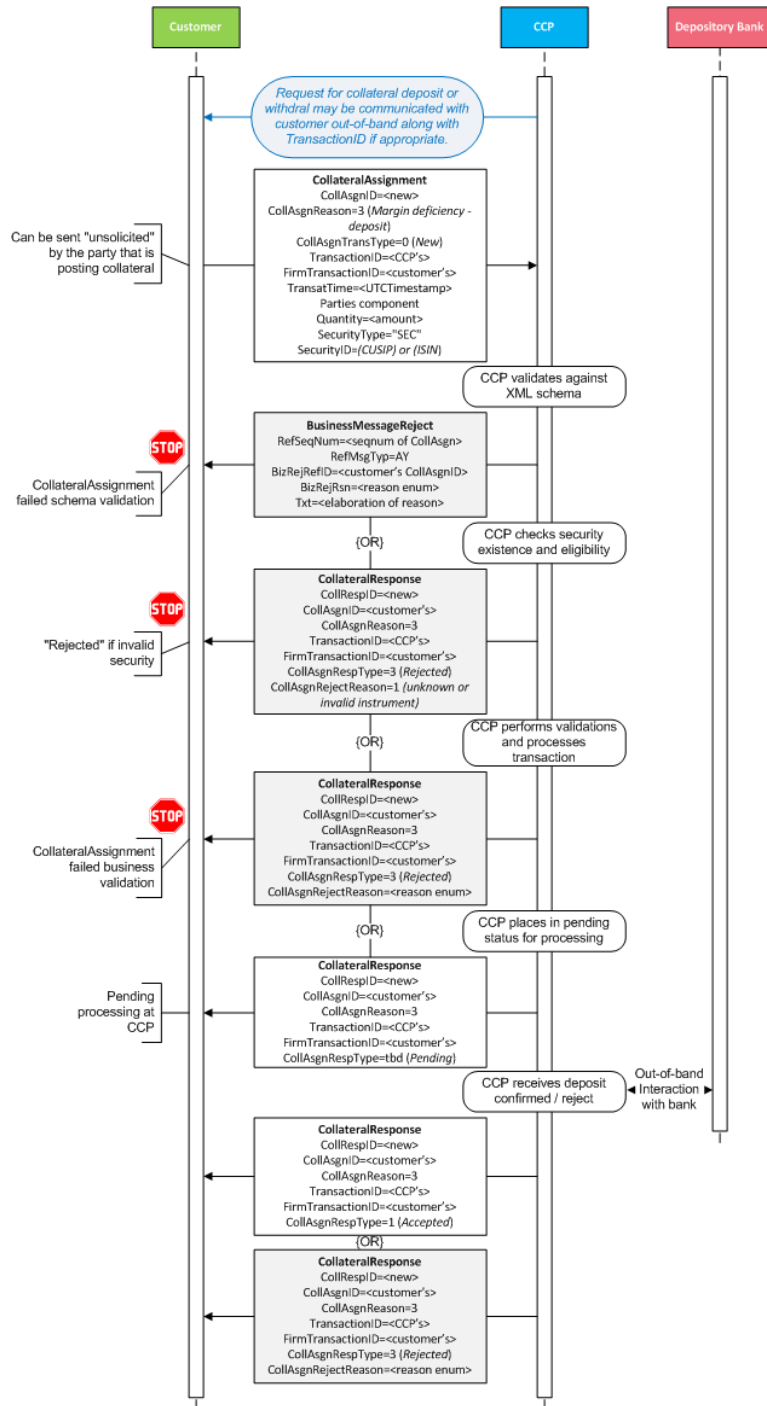 Customer
CCP
Depository Bank
Request for collateral deposit or
withdral may be communicated with
customer out-of-band along with
TransactionID if appropriate.
CollateralAssignment
CollAsgnID=<new>
CollAsgnReason=3 (Margin deficiency -
deposit)
CollAsgnTransType=0 (New)
TransactionID=<CCP's>
FirmTransactionID=<customer's>
TransatTime=<UTCTimestamp>
Parties component
Quantity=<amount>
SecurityType="SEC"
SecurityID=(CUSIP) or (ISIN)
Can be sent "unsolicited"
by the party that is
posting collateral
CCP validates against
XML schema
BusinessMessageReject
RefSeqNum=<seqnum of CollAsgn>
RefMsgTyp=AY
BizRejRefID=<customer's CollAsgnID>
BizRejRsn=<reason enum>
Txt=<elaboration of reason>
STOP
CollateralAssignment
failed schema validation
{OR}
CCP checks security
existence and eligibility
CollateralResponse
CollRespID=<new>
CollAsgnID=<customer's>
CollAsgnReason=3
TransactionID=<CCP's>
FirmTransactionID=<customer's>
CollAsgnRespType=3 (Rejected)
CollAsgnRejectReason=1 (unknown or
invalid instrument)
STOP
"Rejected" if invalid
security
{OR}
CCP performs validations
and processes
transaction
CollateralResponse
CollRespID=<new>
CollAsgnID=<customer's>
CollAsgnReason=3
TransactionID=<CCP's>
FirmTransactionID=<customer's>
CollAsgnRespType=3 (Rejected)
CollAsgnRejectReason=<reason enum>
STOP
CollateralAssignment
failed business
validation
{OR}
CCP places in pending
status for processing
CollateralResponse
CollRespID=<new>
CollAsgnID=<customer's>
CollAsgnReason=3
TransactionID=<CCP's>
FirmTransactionID=<customer's>
CollAsgnRespType=tbd (Pending)
Pending
processing at
CCP
CCP receives deposit
confirmed / reject
Out-of-band
Interaction
with bank
CollateralResponse
CollRespID=<new>
CollAsgnID=<customer's>
CollAsgnReason=3
TransactionID=<CCP's>
FirmTransactionID=<customer's>
CollAsgnRespType=1 (Accepted)
{OR}
CollateralResponse
CollRespID=<new>
CollAsgnID=<customer's>
CollAsgnReason=3
TransactionID=<CCP's>
FirmTransactionID=<customer's>
CollAsgnRespType=3 (Rejected)
CollAsgnRejectReason=<reason enum>